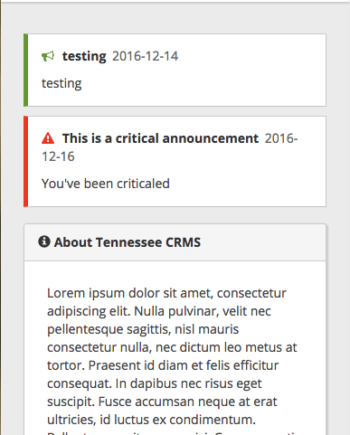 testing 2016-12-14
testing
This is a critical announcement 2016-
12-16
You've been criticaled
About Tennessee CRMS
Lorem ipsum dolor sit amet, consectetur
adipiscing elit. Nulla pulvinar, velit nec
pellentesque sagittis, nisl mauris
consectetur nulla, nec dictum leo metus at
tortor. Praesent id diam et felis efficitur
consequat. In dapibus nec risus eget
suscipit. Fusce accumsan neque at erat
ultricies, id luctus ex condimentum.